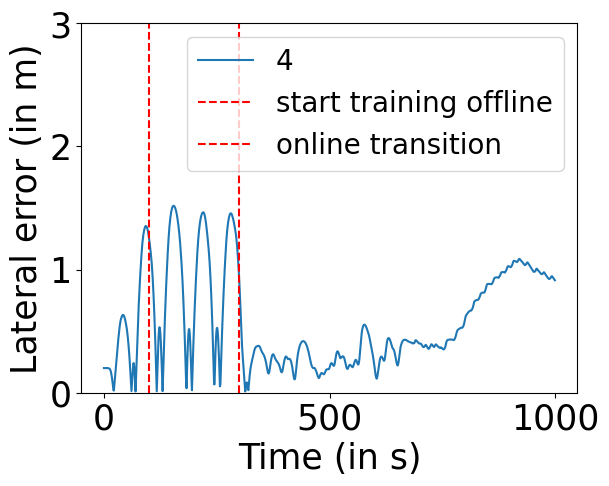 3
2
1
0
Lateral error (in m)
4
start training offline
online transition
0 500 1000
Time (in s)